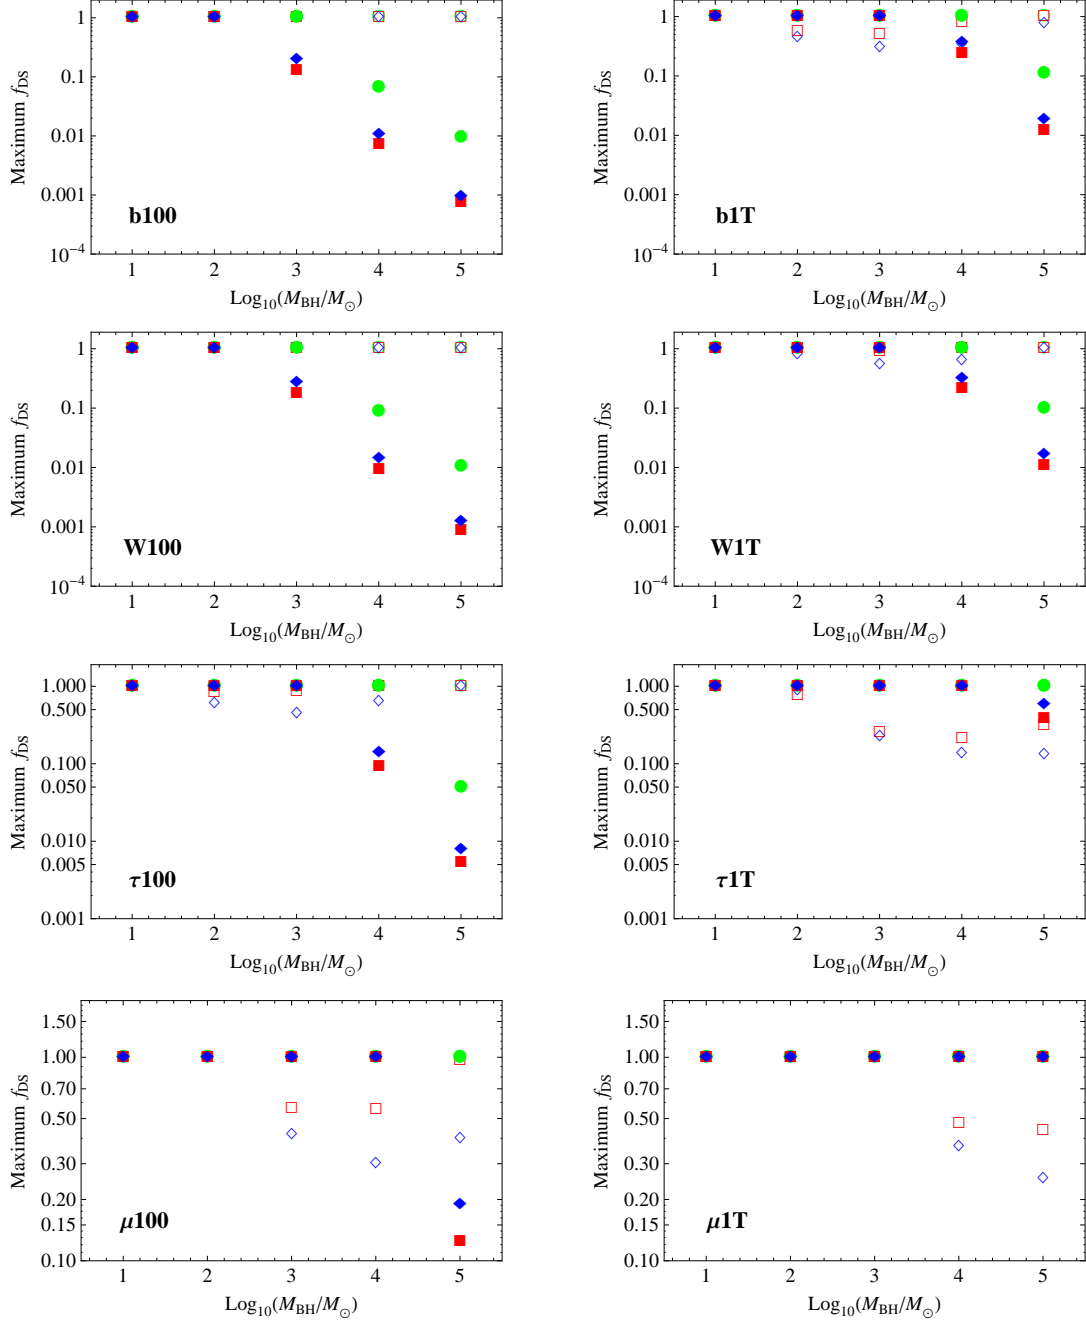 1
0.1
0.01
0.001
10⁻⁴
Maximum f_DS
b100
1 2 3 4 5
Log₁₀(M_BH/M_⊙)
1
0.1
0.01
0.001
10⁻⁴
Maximum f_DS
b1T
1 2 3 4 5
Log₁₀(M_BH/M_⊙)
1
0.1
0.01
0.001
10⁻⁴
Maximum f_DS
W100
1 2 3 4 5
Log₁₀(M_BH/M_⊙)
1
0.1
0.01
0.001
10⁻⁴
Maximum f_DS
W1T
1 2 3 4 5
Log₁₀(M_BH/M_⊙)
1.000
0.500
0.100
0.050
0.010
0.005
0.001
Maximum f_DS
τ100
1 2 3 4 5
Log₁₀(M_BH/M_⊙)
1.000
0.500
0.100
0.050
0.010
0.005
0.001
Maximum f_DS
τ1T
1 2 3 4 5
Log₁₀(M_BH/M_⊙)
1.50
1.00
0.70
0.50
0.30
0.20
0.15
0.10
Maximum f_DS
μ100
1 2 3 4 5
Log₁₀(M_BH/M_⊙)
1.50
1.00
0.70
0.50
0.30
0.20
0.15
0.10
Maximum f_DS
μ1T
1 2 3 4 5
Log₁₀(M_BH/M_⊙)